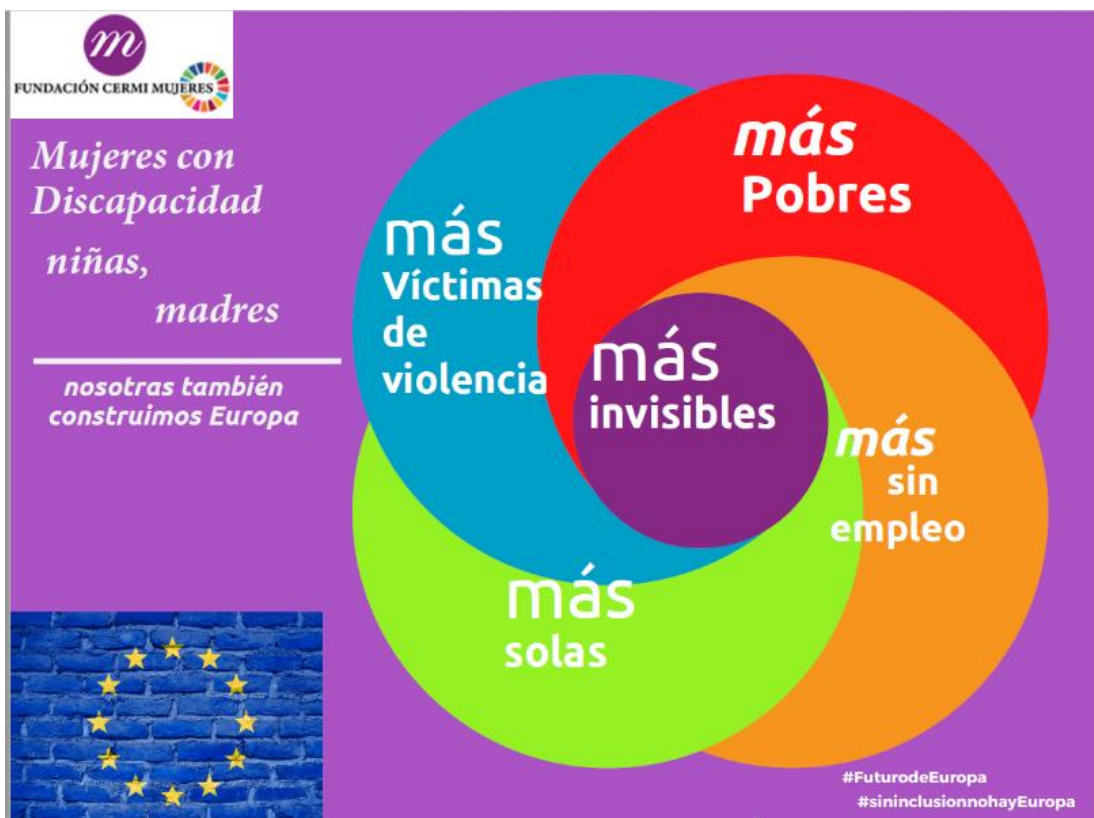 m
FUNDACIÓN CERMI MUJERES
Mujeres con
Discapacidad
niñas,
madres
nosotras también
construimos Europa
más
Víctimas
de
violencia
más
Pobres
más
invisibles
más
sin
empleo
más
solas
#FuturodeEuropa
#sininclusionnohayEuropa